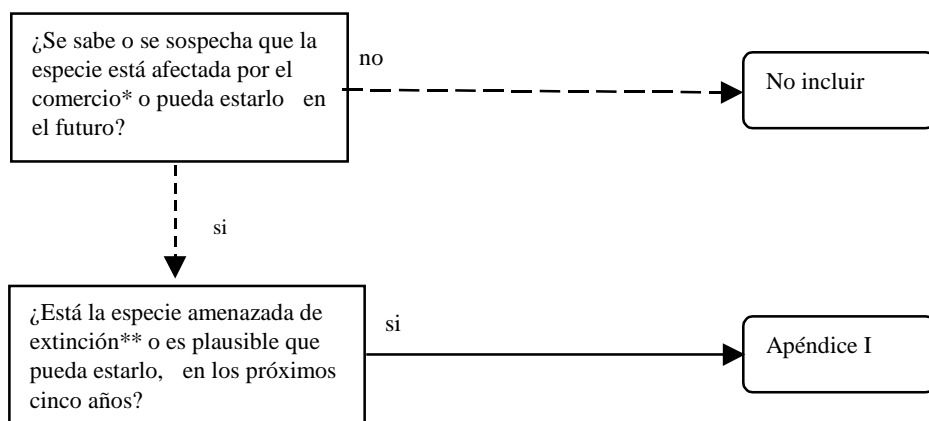 ¿Se sabe o se sospecha que la
especie está afectada por el
comercio* o pueda estarlo en
el futuro?
no
No incluir
si
¿Está la especie amenazada de
extinción** o es plausible que
pueda estarlo, en los próximos
cinco años?
si
Apéndice I